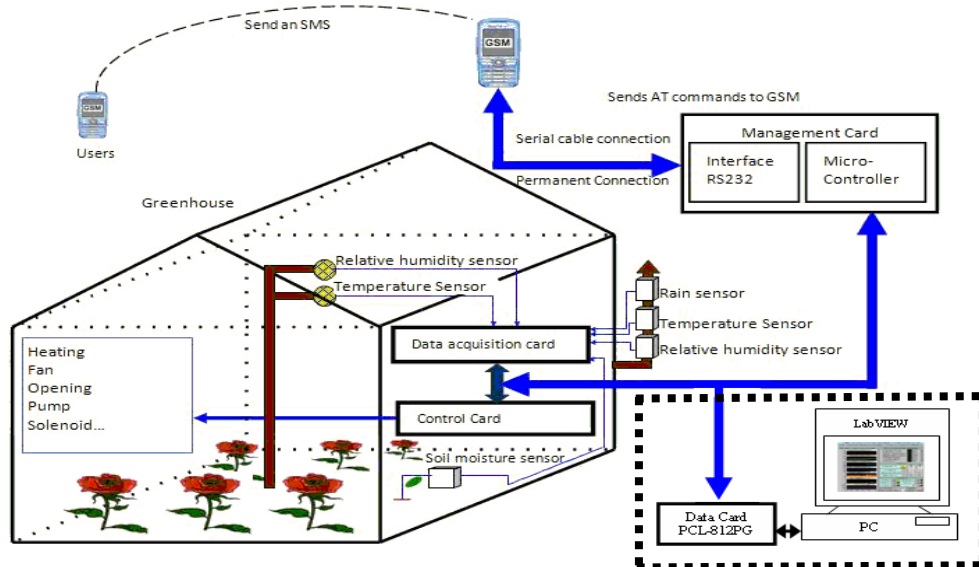 Send an SMS
GSM
GSM
Users
Sends AT commands to GSM
Serial cable connection
Permanent Connection
Management Card
Interface
RS232
Micro-
Controller
Greenhouse
Relative humidity sensor
Temperature Sensor
Rain sensor
Temperature Sensor
Relative humidity sensor
Data acquisition card
Heating
Fan
Opening
Pump
Solenoid...
Control Card
Soil moisture sensor
LabVIEW
Data Card
PCL-812PG
PC